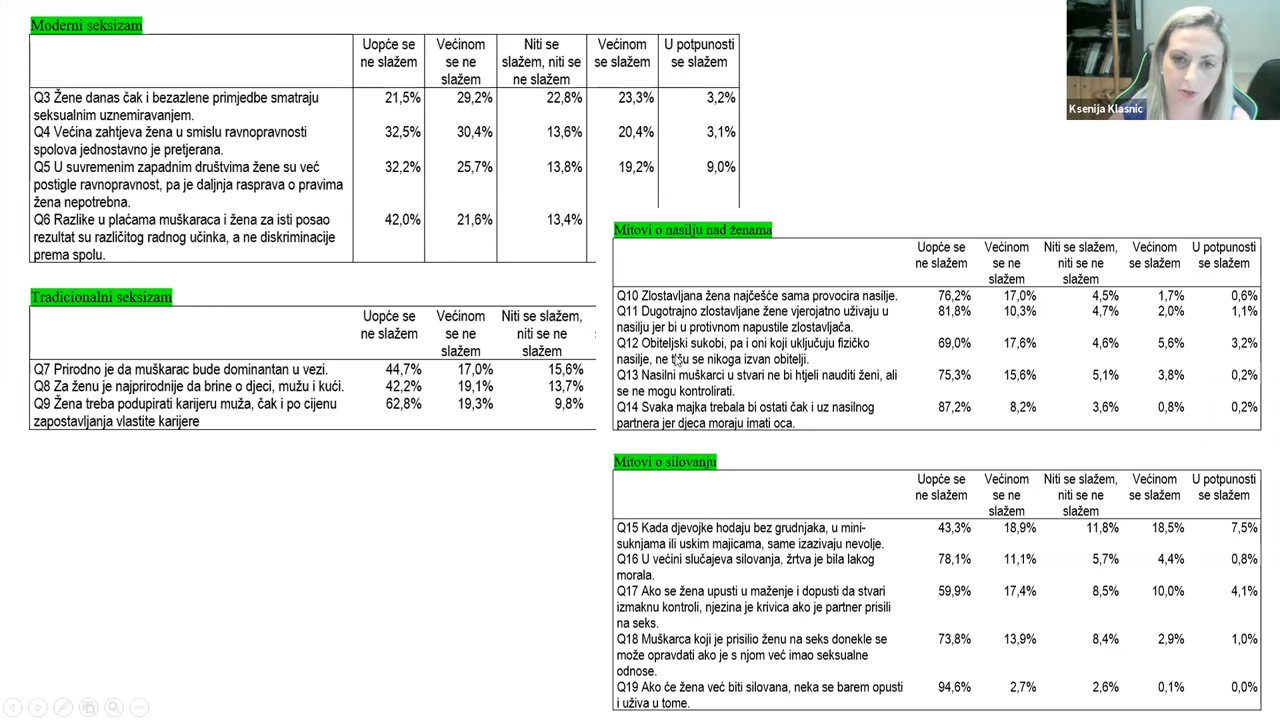 Moderni seksizam
Uopće se ne slažem | Većinom se ne slažem | Niti se slažem, niti se ne slažem | Većinom se slažem | U potpunosti se slažem
Q3 Žene danas čak i bezazlene primjedbe smatraju 21,5% 29,2% 22,8% 23,3% 3,2%
seksualnim uznemiravanjem.
Q4 Većina zahtjeva žena u smislu ravnopravnosti 32,5% 30,4% 13,6% 20,4% 3,1%
spolova jednostavno je pretjerana.
Q5 U suvremenim zapadnim društvima žene su već 32,2% 25,7% 13,8% 19,2% 9,0%
postigle ravnopravnost, pa je daljnja rasprava o pravima
žena nepotrebna.
Q6 Razlike u plaćama muškaraca i žena za isti posao 42,0% 21,6% 13,4%
rezultat su različitog radnog učinka, a ne diskriminacije
prema spolu.
Tradicionalni seksizam
Uopće se ne slažem | Većinom se ne slažem | Niti se slažem, niti se ne slažem
Q7 Prirodno je da muškarac bude dominantan u vezi. 44,7% 17,0% 15,6%
Q8 Za ženu je najprirodnije da brine o djeci, mužu i kući. 42,2% 19,1% 13,7%
Q9 Žena treba podupirati karijeru muža, čak i po cijenu 62,8% 19,3% 9,8%
zapostavljanja vlastite karijere
Ksenija Klasnic
Mitovi o nasilju nad ženama
Uopće se ne slažem | Većinom se ne slažem | Niti se slažem, niti se ne slažem | Većinom se slažem | U potpunosti se slažem
Q10 Zlostavljana žena najčešće sama provocira nasilje. 76,2% 17,0% 4,5% 1,7% 0,6%
Q11 Dugotrajno zlostavljane žene vjerojatno uživaju u 81,8% 10,3% 4,7% 2,0% 1,1%
nasilju jer bi u protivnom napustile zlostavljača.
Q12 Obiteljski sukobi, pa i oni koji uključuju fizičko 69,0% 17,6% 4,6% 5,6% 3,2%
nasilje, ne tiču se nikoga izvan obitelji.
Q13 Nasilni muškarci u stvari ne bi htjeli nauditi ženi, ali 75,3% 15,6% 5,1% 3,8% 0,2%
se ne mogu kontrolirati.
Q14 Svaka majka trebala bi ostati čak i uz nasilnog 87,2% 8,2% 3,6% 0,8% 0,2%
partnera jer djeca moraju imati oca.
Mitovi o silovanju
Uopće se ne slažem | Većinom se ne slažem | Niti se slažem, niti se ne slažem | Većinom se slažem | U potpunosti se slažem
Q15 Kada djevojke hodaju bez grudnjaka, u mini- 43,3% 18,9% 11,8% 18,5% 7,5%
suknjama ili uskim majicama, same izazivaju nevolje.
Q16 U većini slučajeva silovanja, žrtva je bila lakog 78,1% 11,1% 5,7% 4,4% 0,8%
morala.
Q17 Ako se žena upusti u maženje i dopusti da stvari 59,9% 17,4% 8,5% 10,0% 4,1%
izmaknu kontroli, njezina je krivica ako je partner prisili
na seks.
Q18 Muškarca koji je prisilio ženu na seks donekle se 73,8% 13,9% 8,4% 2,9% 1,0%
može opravdati ako je s njom već imao seksualne
odnose.
Q19 Ako će žena već biti silovana, neka se barem opusti 94,6% 2,7% 2,6% 0,1% 0,0%
i uživa u tome.